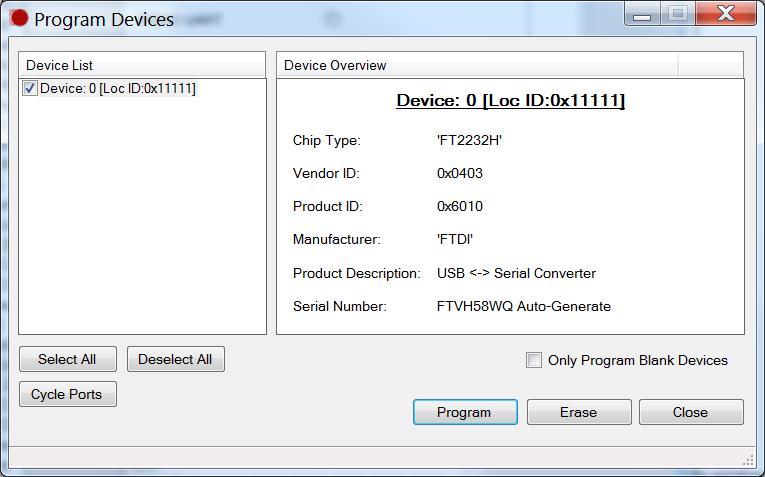 Program Devices
Device List
Device: 0 [Loc ID:0x11111]
Device Overview
Device: 0 [Loc ID:0x11111]
Chip Type: 'FT2232H'
Vendor ID: 0x0403
Product ID: 0x6010
Manufacturer: 'FTDI'
Product Description: USB <-> Serial Converter
Serial Number: FTVH58WQ Auto-Generate
Select All
Deselect All
Only Program Blank Devices
Cycle Ports
Program
Erase
Close